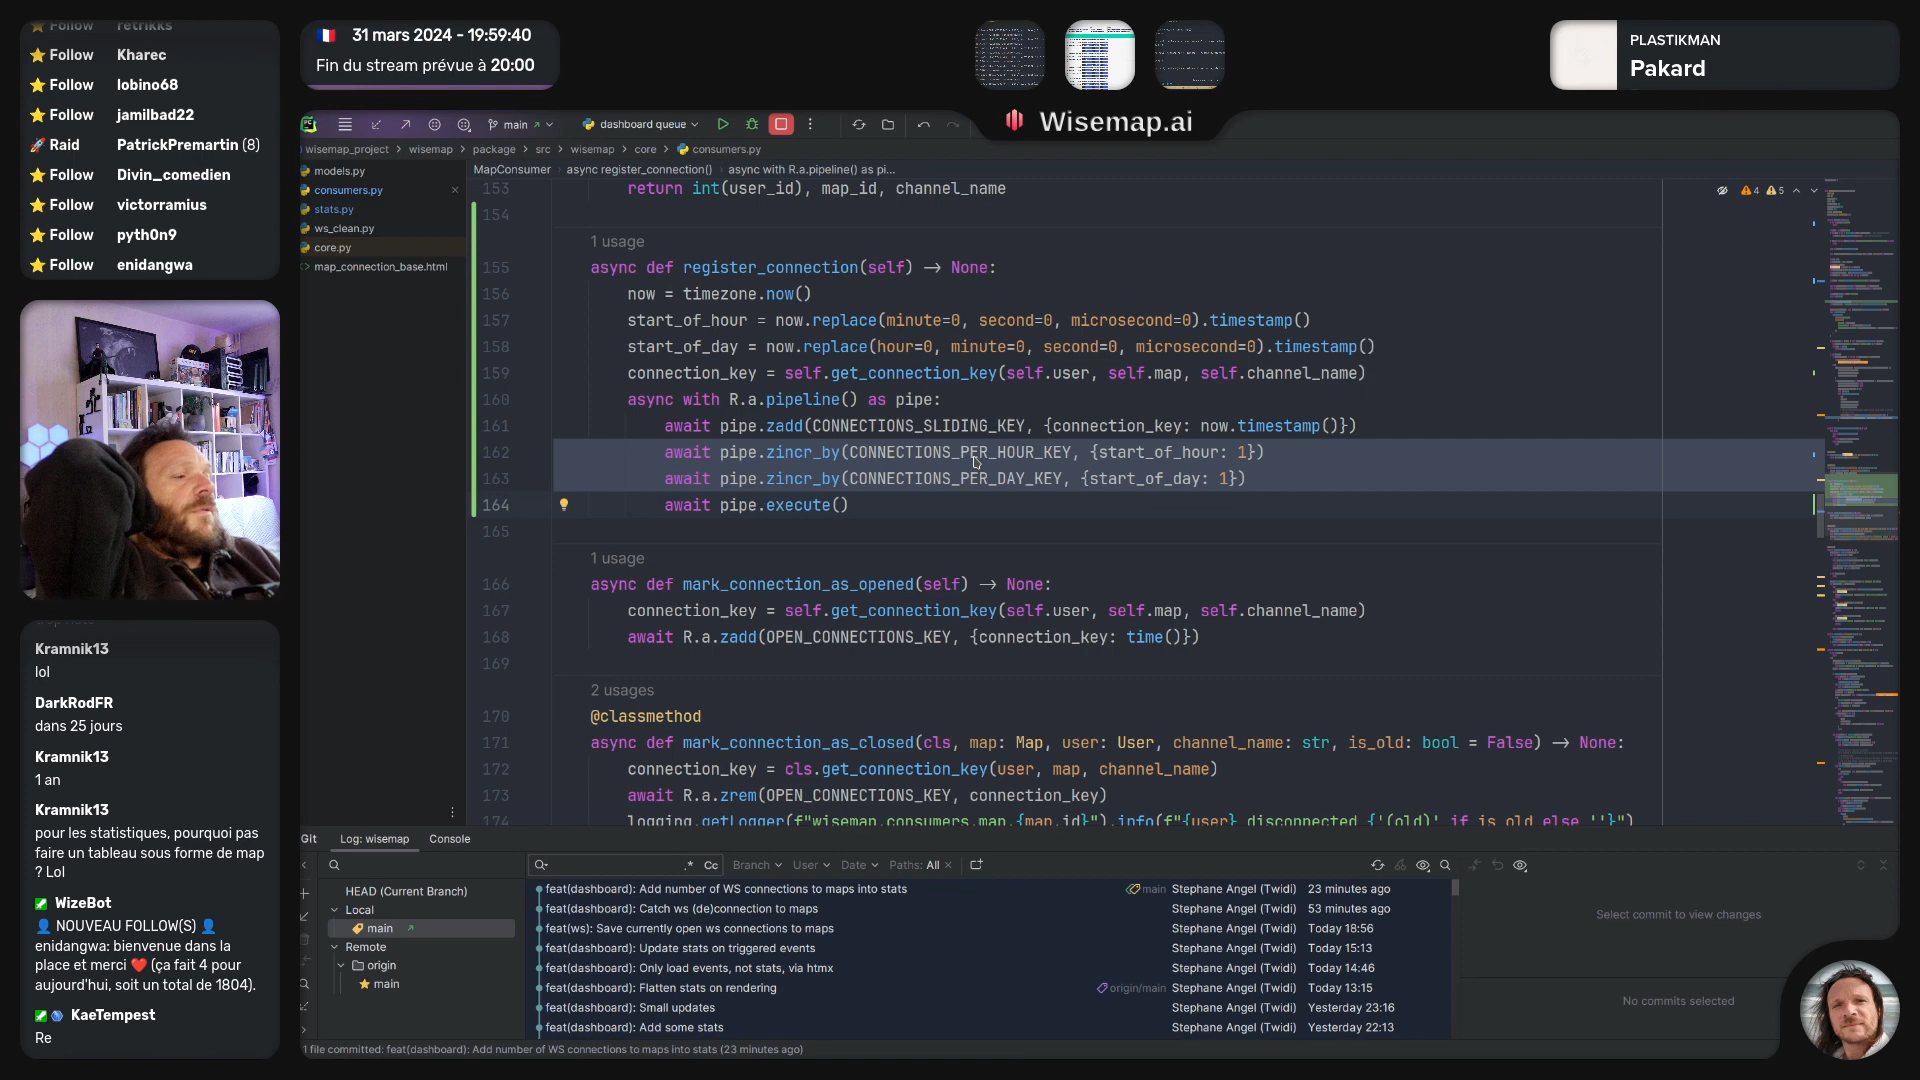 Follow retrikks
Follow Kharec
Follow lobino68
Follow jamilbad22
Raid PatrickPremartin (8)
Follow Divin_comedien
Follow victorramius
Follow pyth0n9
Follow enidangwa
31 mars 2024 - 19:59:40
Fin du stream prévue à 20:00
PLASTIKMAN
Pakard
Wisemap.ai
main
dashboard queue
wisemap_project > wisemap > package > src > wisemap > core > consumers.py
models.py
consumers.py
stats.py
ws_clean.py
core.py
map_connection_base.html
MapConsumer > async register_connection() > async with R.a.pipeline() as pi...
4 5
153 return int(user_id), map_id, channel_name
154
1 usage
155 async def register_connection(self) -> None:
156 now = timezone.now()
157 start_of_hour = now.replace(minute=0, second=0, microsecond=0).timestamp()
158 start_of_day = now.replace(hour=0, minute=0, second=0, microsecond=0).timestamp()
159 connection_key = self.get_connection_key(self.user, self.map, self.channel_name)
160 async with R.a.pipeline() as pipe:
161 await pipe.zadd(CONNECTIONS_SLIDING_KEY, {connection_key: now.timestamp()})
162 await pipe.zincr_by(CONNECTIONS_PER_HOUR_KEY, {start_of_hour: 1})
163 await pipe.zincr_by(CONNECTIONS_PER_DAY_KEY, {start_of_day: 1})
164 await pipe.execute()
165
1 usage
166 async def mark_connection_as_opened(self) -> None:
167 connection_key = self.get_connection_key(self.user, self.map, self.channel_name)
168 await R.a.zadd(OPEN_CONNECTIONS_KEY, {connection_key: time()})
169
2 usages
170 @classmethod
171 async def mark_connection_as_closed(cls, map: Map, user: User, channel_name: str, is_old: bool = False) -> None:
172 connection_key = cls.get_connection_key(user, map, channel_name)
173 await R.a.zrem(OPEN_CONNECTIONS_KEY, connection_key)
174 logging.getLogger(f"wisemap.consumers.map.{map.id}").info(f"{user} disconnected {'(old)' if is_old else ''}")
Kramnik13
lol
DarkRodFR
dans 25 jours
Kramnik13
1 an
Kramnik13
pour les statistiques, pourquoi pas
faire un tableau sous forme de map
? Lol
WizeBot
NOUVEAU FOLLOW(S)
enidangwa: bienvenue dans la
place et merci ❤️ (ça fait 4 pour
aujourd'hui, soit un total de 1804).
KaeTempest
Re
Git Log: wisemap Console
.* Cc Branch User Date Paths: All
HEAD (Current Branch)
Local
main
Remote
origin
main
feat(dashboard): Add number of WS connections to maps into stats main Stephane Angel (Twidi) 23 minutes ago
feat(dashboard): Catch ws (de)connection to maps Stephane Angel (Twidi) 53 minutes ago
feat(ws): Save currently open ws connections to maps Stephane Angel (Twidi) Today 18:56
feat(dashboard): Update stats on triggered events Stephane Angel (Twidi) Today 15:13
feat(dashboard): Only load events, not stats, via htmx Stephane Angel (Twidi) Today 14:46
feat(dashboard): Flatten stats on rendering origin/main Stephane Angel (Twidi) Today 13:15
feat(dashboard): Small updates Stephane Angel (Twidi) Yesterday 23:16
feat(dashboard): Add some stats Stephane Angel (Twidi) Yesterday 22:13
Select commit to view changes
No commits selected
1 file committed: feat(dashboard): Add number of WS connections to maps into stats (23 minutes ago)